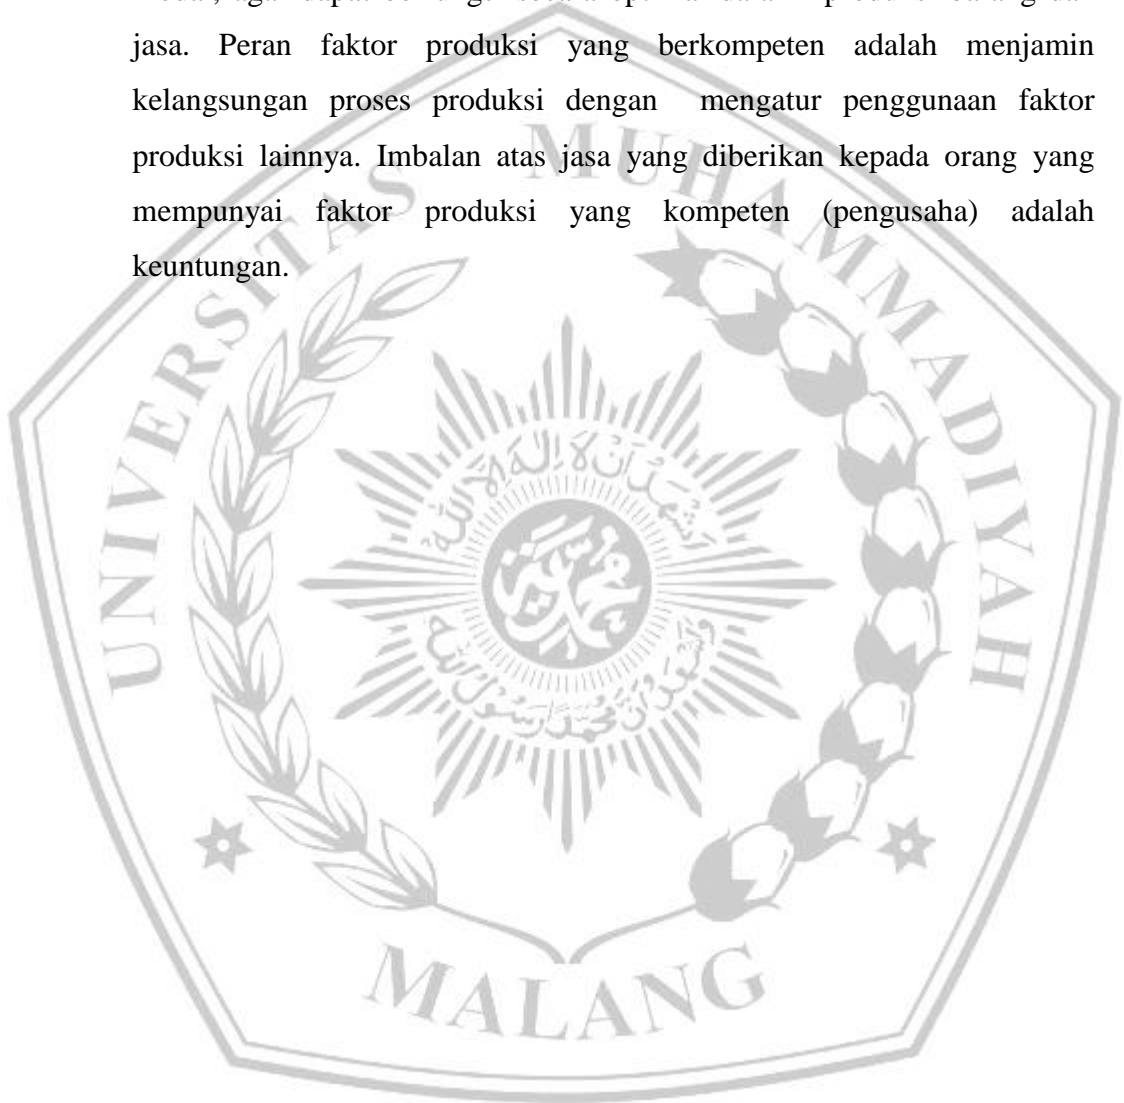 jasa. Peran faktor produksi yang berkompeten adalah menjamin
kelangsungan proses produksi dengan mengatur penggunaan faktor
produksi lainnya. Imbalan atas jasa yang diberikan kepada orang yang
mempunyai faktor produksi yang kompeten (pengusaha) adalah
keuntungan.
UNIVERSITAS MUHAMMADIYAH
MALANG